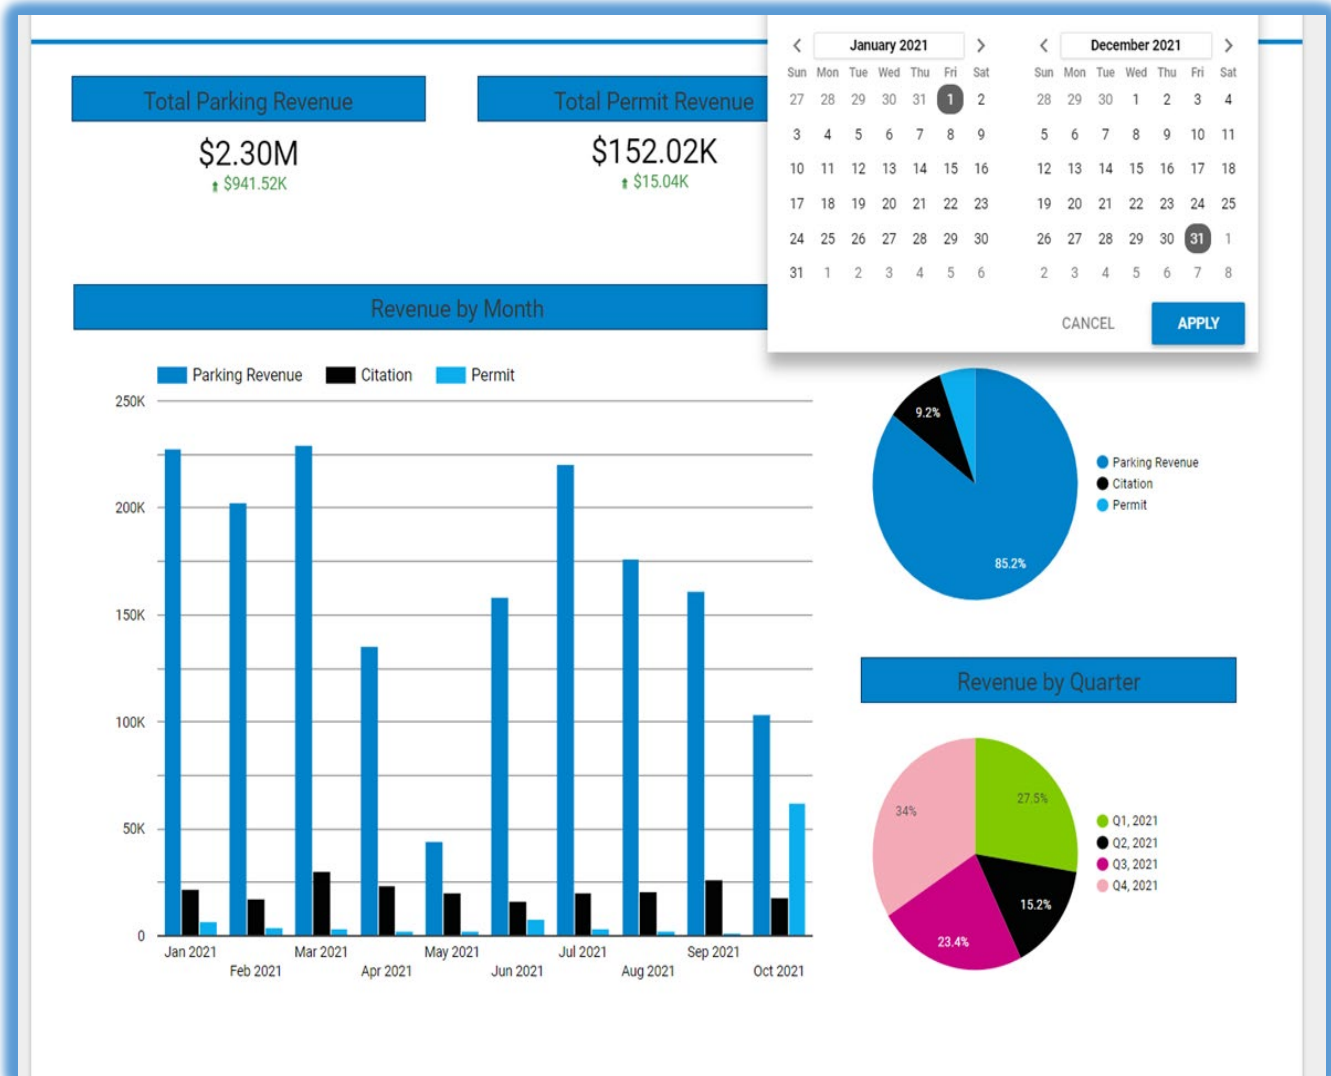 January 2021
December 2021
Sun Mon Tue Wed Thu Fri Sat
Sun Mon Tue Wed Thu Fri Sat
27 28 29 30 31 1 2
28 29 30 1 2 3 4
3 4 5 6 7 8 9
5 6 7 8 9 10 11
10 11 12 13 14 15 16
12 13 14 15 16 17 18
17 18 19 20 21 22 23
19 20 21 22 23 24 25
24 25 26 27 28 29 30
26 27 28 29 30 31 1
31 1 2 3 4 5 6
2 3 4 5 6 7 8
CANCEL
APPLY
Total Parking Revenue
$2.30M
$941.52K
Total Permit Revenue
$152.02K
$15.04K
Revenue by Month
Parking Revenue
Citation
Permit
250K
200K
150K
100K
50K
0
Jan 2021
Feb 2021
Mar 2021
Apr 2021
May 2021
Jun 2021
Jul 2021
Aug 2021
Sep 2021
Oct 2021
9.2%
85.2%
Parking Revenue
Citation
Permit
Revenue by Quarter
34%
27.5%
15.2%
23.4%
Q1, 2021
Q2, 2021
Q3, 2021
Q4, 2021